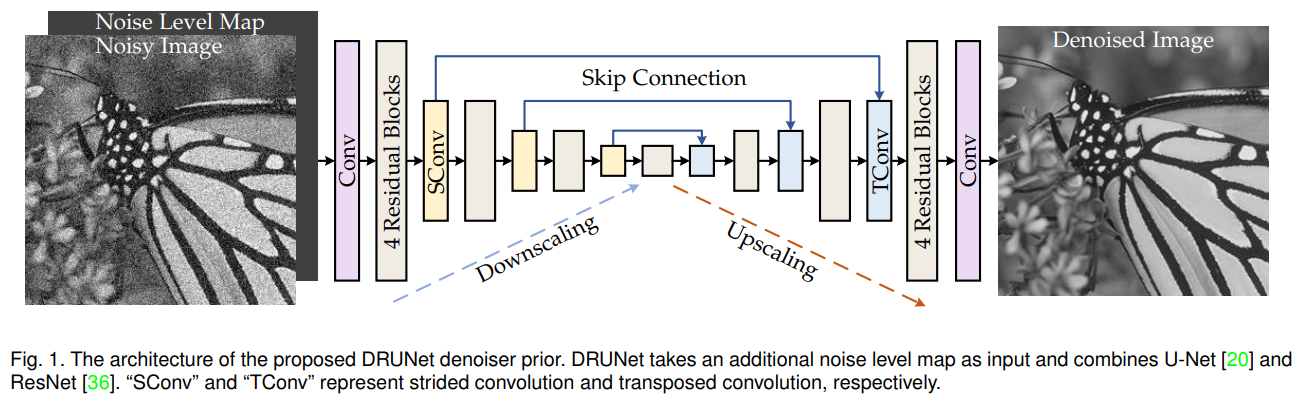 Noise Level Map
Noisy Image
Conv
4 Residual Blocks
SConv
Skip Connection
Downscaling
Upscaling
TConv
4 Residual Blocks
Conv
Denoised Image
Fig. 1. The architecture of the proposed DRUNet denoiser prior. DRUNet takes an additional noise level map as input and combines U-Net [20] and
ResNet [36]. “SConv” and “TConv” represent strided convolution and transposed convolution, respectively.